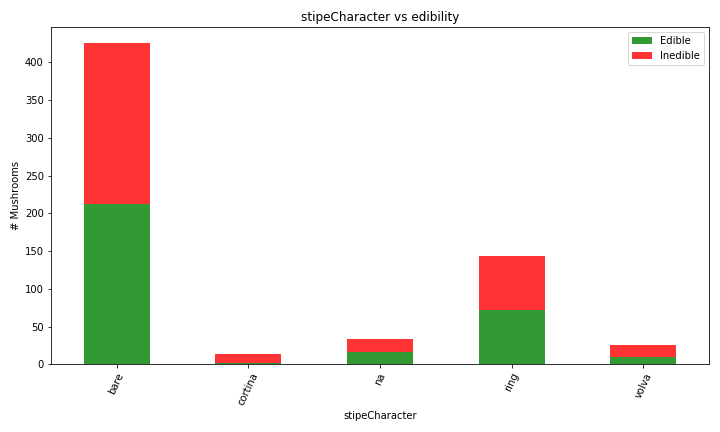 stipeCharacter vs edibility
Edible
Inedible
# Mushrooms
400
350
300
250
200
150
100
50
0
bare
cortina
na
ring
volva
stipeCharacter